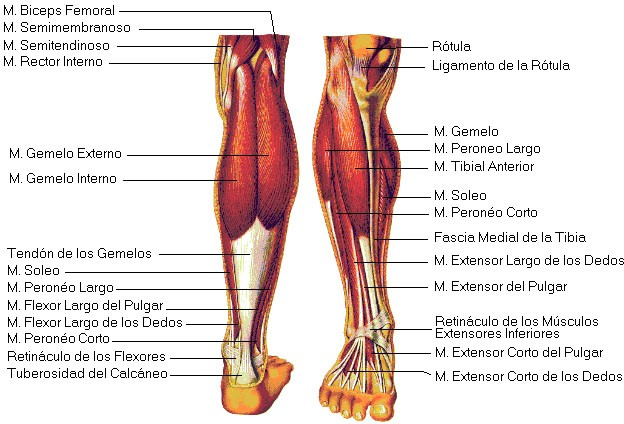 M. Biceps Femoral
M. Semimembranoso
M. Semitendinoso
M. Rector Interno
M. Gemelo Externo
M. Gemelo Interno
Tendón de los Gemelos
M. Soleo
M. Peronéo Largo
M. Flexor Largo del Pulgar
M. Flexor Largo de los Dedos
M. Peronéo Corto
Retináculo de los Flexores
Tuberosidad del Calcáneo
Rótula
Ligamento de la Rótula
M. Gemelo
M. Peroneo Largo
M. Tibial Anterior
M. Soleo
M. Peronéo Corto
Fascia Medial de la Tibia
M. Extensor Largo de los Dedos
M. Extensor del Pulgar
Retináculo de los Músculos
Extensores Inferiores
M. Extensor Corto del Pulgar
M. Extensor Corto de los Dedos